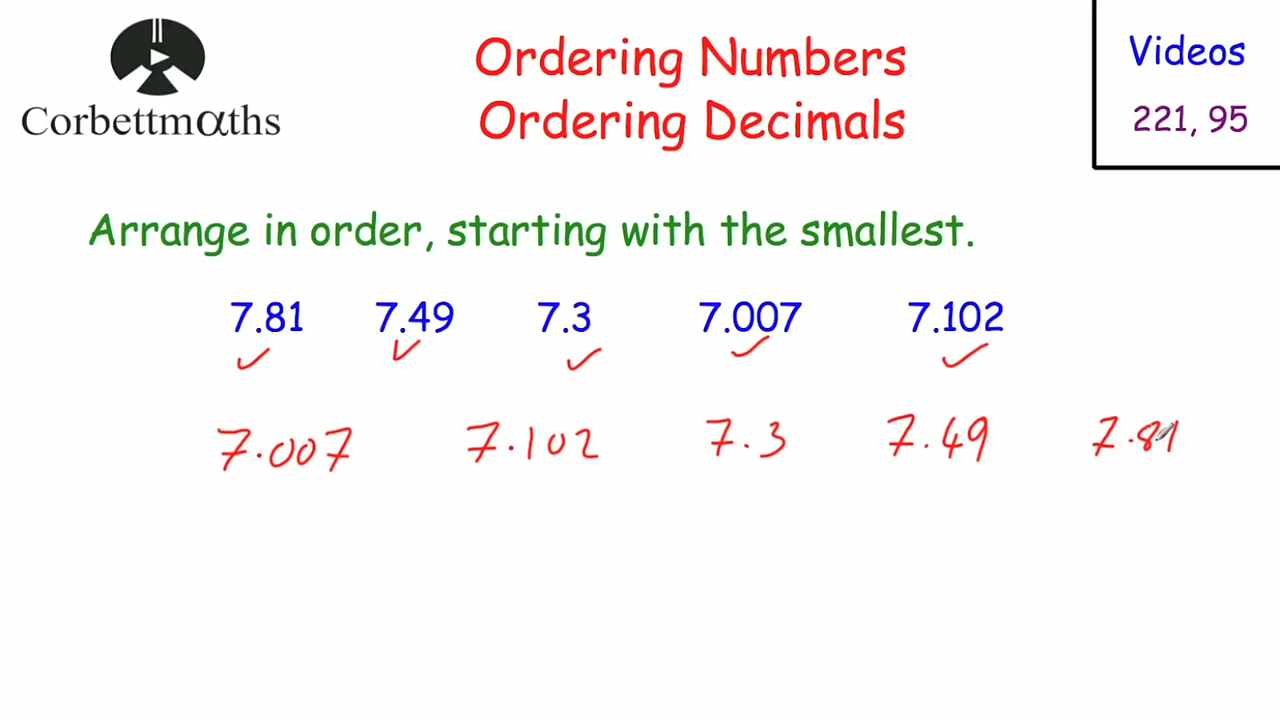 Corbettmαths
Ordering Numbers
Ordering Decimals
Videos
221, 95
Arrange in order, starting with the smallest.
7.81 7.49 7.3 7.007 7.102
7.007 7.102 7.3 7.49 7.81